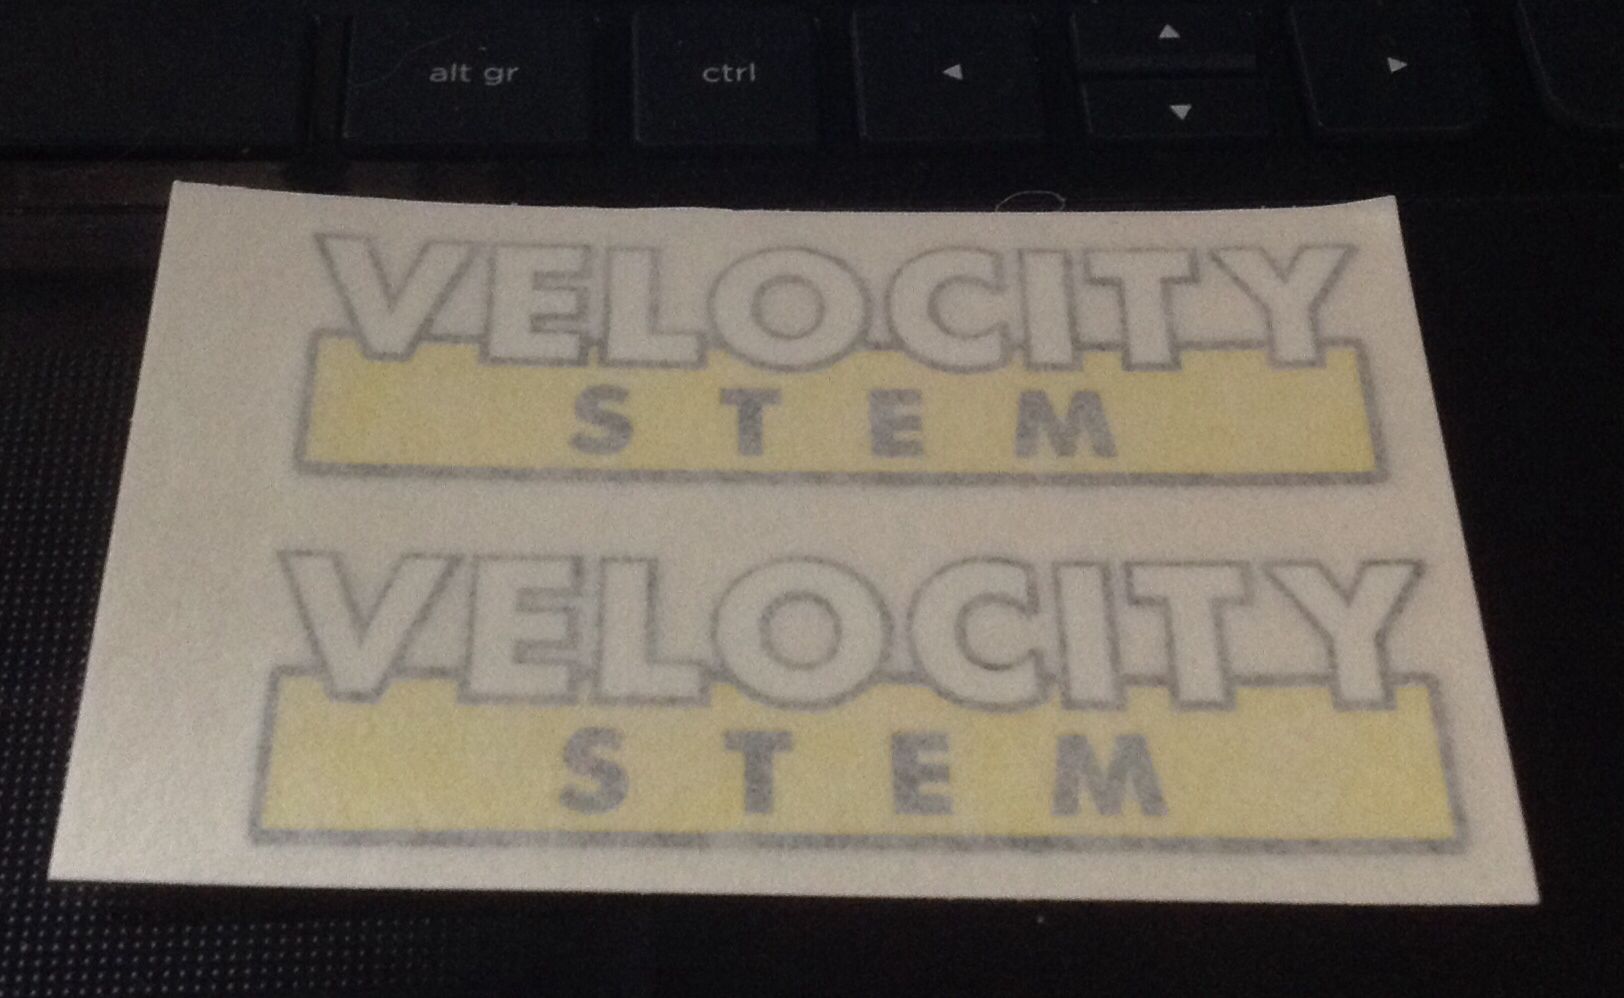 alt gr ctrl
VELOCITY
STEM
VELOCITY
STEM